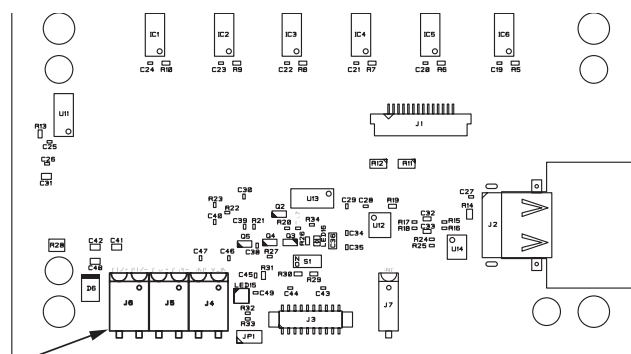 IC1 IC2 IC3 IC4 IC5 IC6
C24 R10 C23 R9 C22 R8 C21 R7 C20 R6 C19 R5
U11
R13
J1
C25
C26
R12 R11
C31
C30 U13 C27
R23 C29 C28 R19
R22 Q2 R14
C40 C39 R21 R20 R34 U12 R17 C32 R15 J2
R18 C33 R16
R28 C42 C41 Q5 C38 Q4 Q3 R26 C36 C34 R24 U14
C35 R25
C47 C46 R27
C48 S1
D6 C45 R31 R30 R29
J6 J5 J4 LED15 C49 C44 C43 J7
R32
R33 J3
JP1